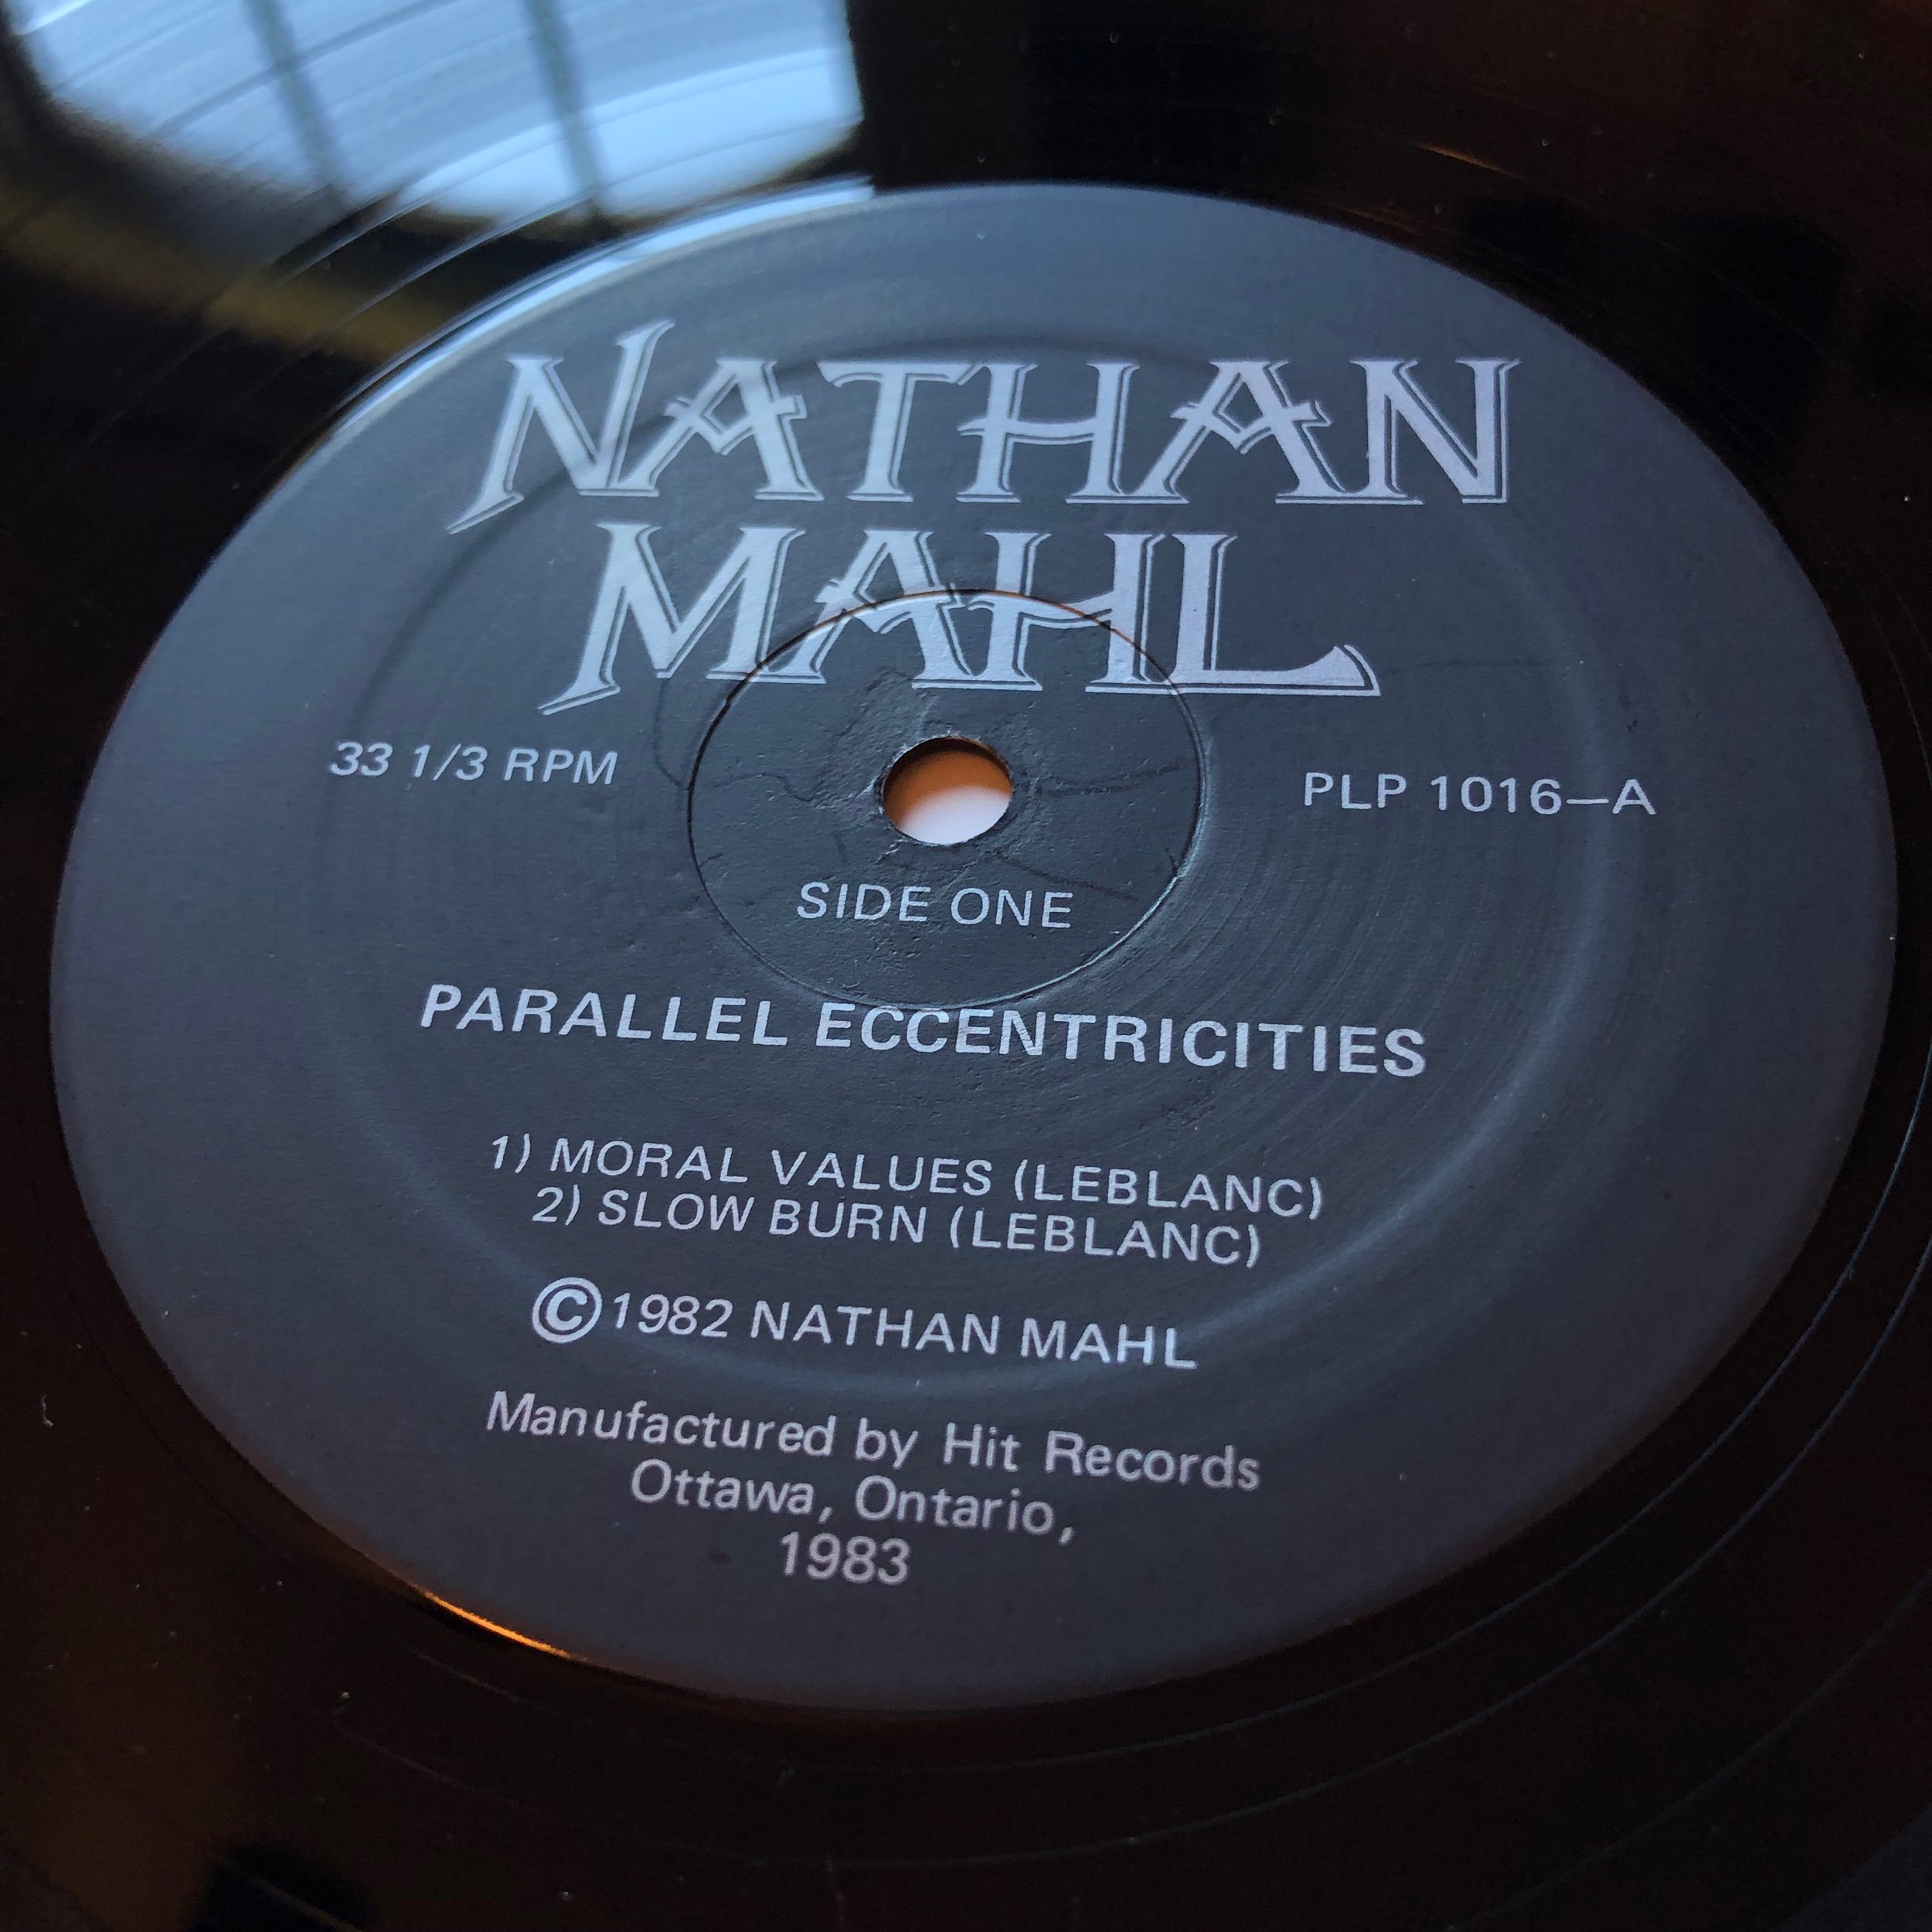 NATHAN
MAHL
33 1/3 RPM
PLP 1016—A
SIDE ONE
PARALLEL ECCENTRICITIES
1) MORAL VALUES (LEBLANC)
2) SLOW BURN (LEBLANC)
©1982 NATHAN MAHL
Manufactured by Hit Records
Ottawa, Ontario,
1983